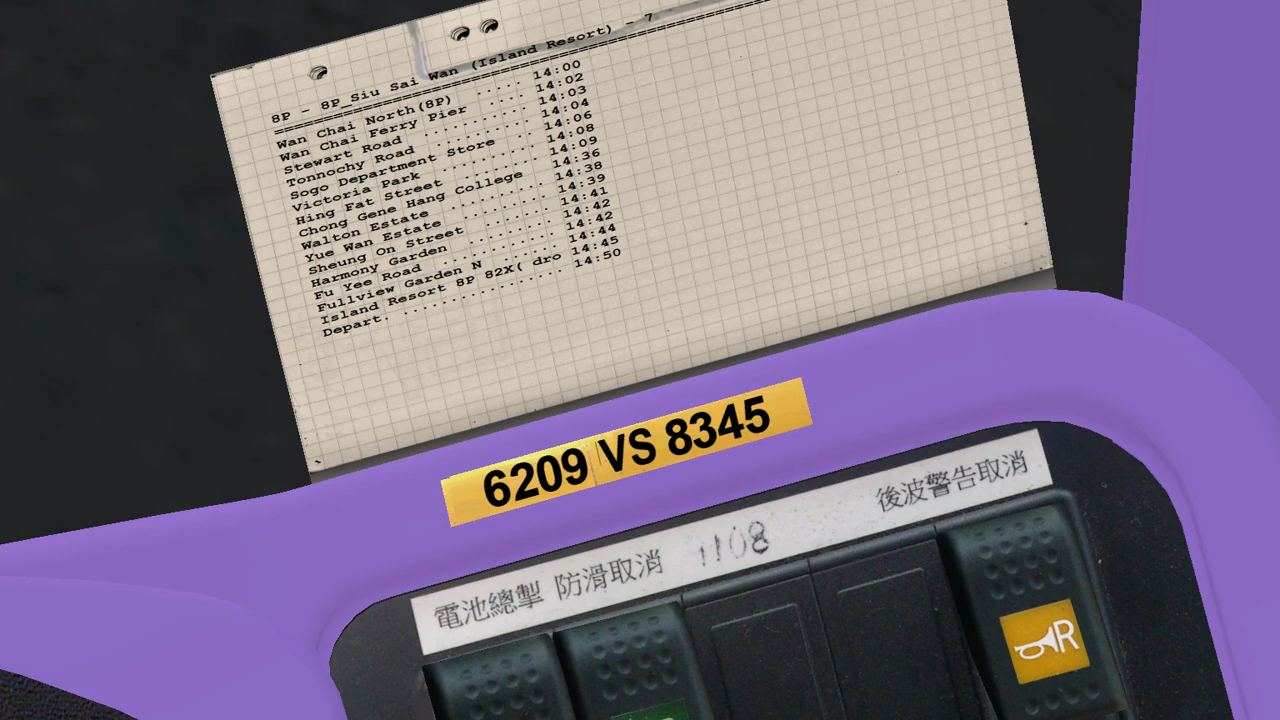 8P - 8P_Siu Sai Wan (Island Resort) - 7
Wan Chai North(8P) .... 14:00
Wan Chai Ferry Pier .... 14:02
Stewart Road .......... 14:03
Tonnochy Road .......... 14:04
Sogo Department Store .... 14:06
Victoria Park .......... 14:08
Hing Fat Street .......... 14:09
Chong Gene Hang College .. 14:36
Walton Estate .......... 14:38
Yue Wan Estate .......... 14:39
Sheung On Street .......... 14:41
Harmony Garden .......... 14:42
Fu Yee Road .......... 14:42
Fullview Garden N ........ 14:44
Island Resort 8P 82X( dro 14:45
Depart. .................. 14:50
6209 VS 8345
電池總掣 防滑取消 1108 後波警告取消
R